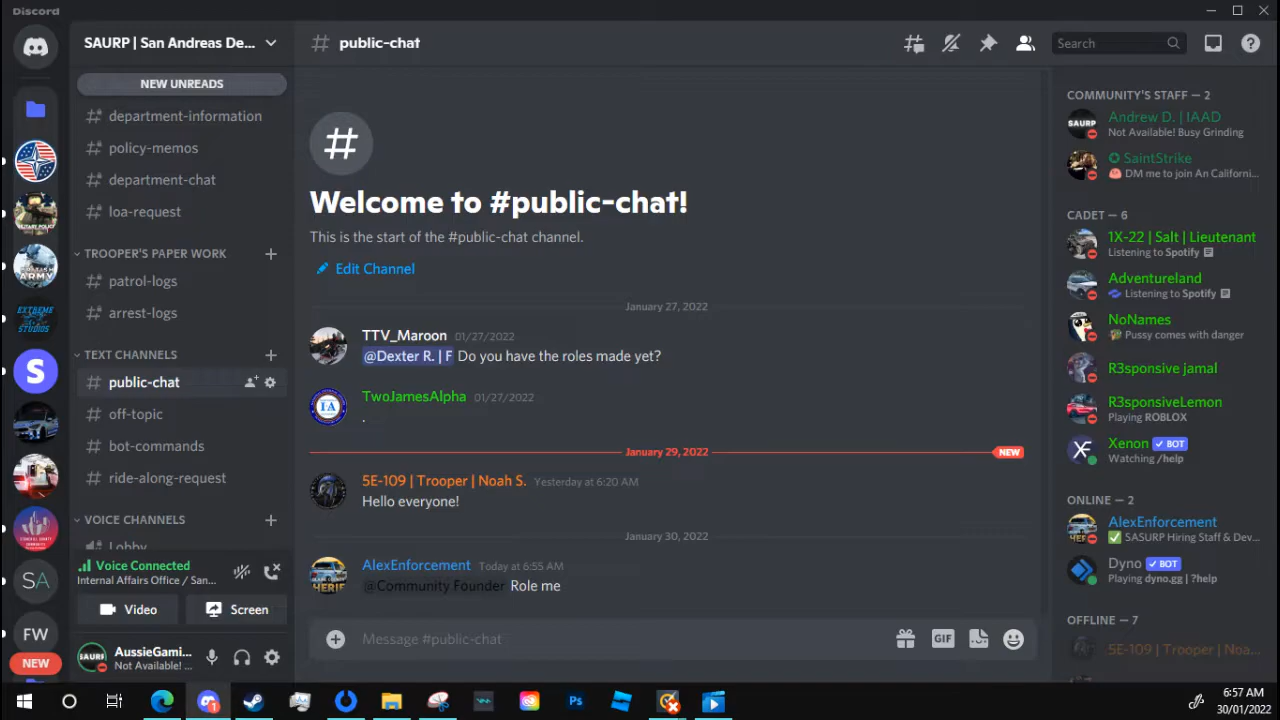 Discord
SAURP | San Andreas De...
public-chat
Search
NEW UNREADS
department-information
policy-memos
department-chat
loa-request
TROOPER'S PAPER WORK
patrol-logs
arrest-logs
TEXT CHANNELS
public-chat
off-topic
bot-commands
ride-along-request
VOICE CHANNELS
Lobby
Voice Connected
Internal Affairs Office / San...
Video
Screen
AussieGami...
Not Available! ...
EXTREME
STUDIOS
S
SA
FW
NEW
Welcome to #public-chat!
This is the start of the #public-chat channel.
Edit Channel
January 27, 2022
TTV_Maroon 01/27/2022
@Dexter R. | F Do you have the roles made yet?
TwoJamesAlpha 01/27/2022
.
January 29, 2022 NEW
5E-109 | Trooper | Noah S. Yesterday at 6:20 AM
Hello everyone!
January 30, 2022
AlexEnforcement Today at 6:55 AM
@Community Founder Role me
Message #public-chat
GIF
COMMUNITY'S STAFF — 2
Andrew D. | IAAD
Not Available! Busy Grinding
SaintStrike
DM me to join An Californi...
CADET — 6
1X-22 | Salt | Lieutenant
Listening to Spotify
Adventureland
Listening to Spotify
NoNames
Pussy comes with danger
R3sponsive jamal
R3sponsiveLemon
Playing ROBLOX
Xenon BOT
Watching /help
ONLINE — 2
AlexEnforcement
SASURP Hiring Staff & Dev...
Dyno BOT
Playing dyno.gg | ?help
OFFLINE — 7
5E-109 | Trooper | Noa...
6:57 AM
30/01/2022